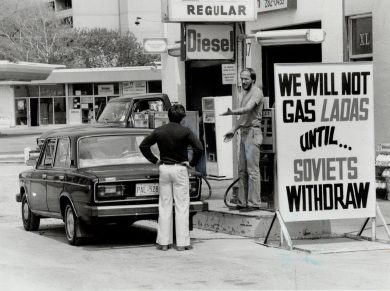 REGULAR
Diesel
WE WILL NOT
GAS LADAS
UNTIL...
SOVIETS
WITHDRAW